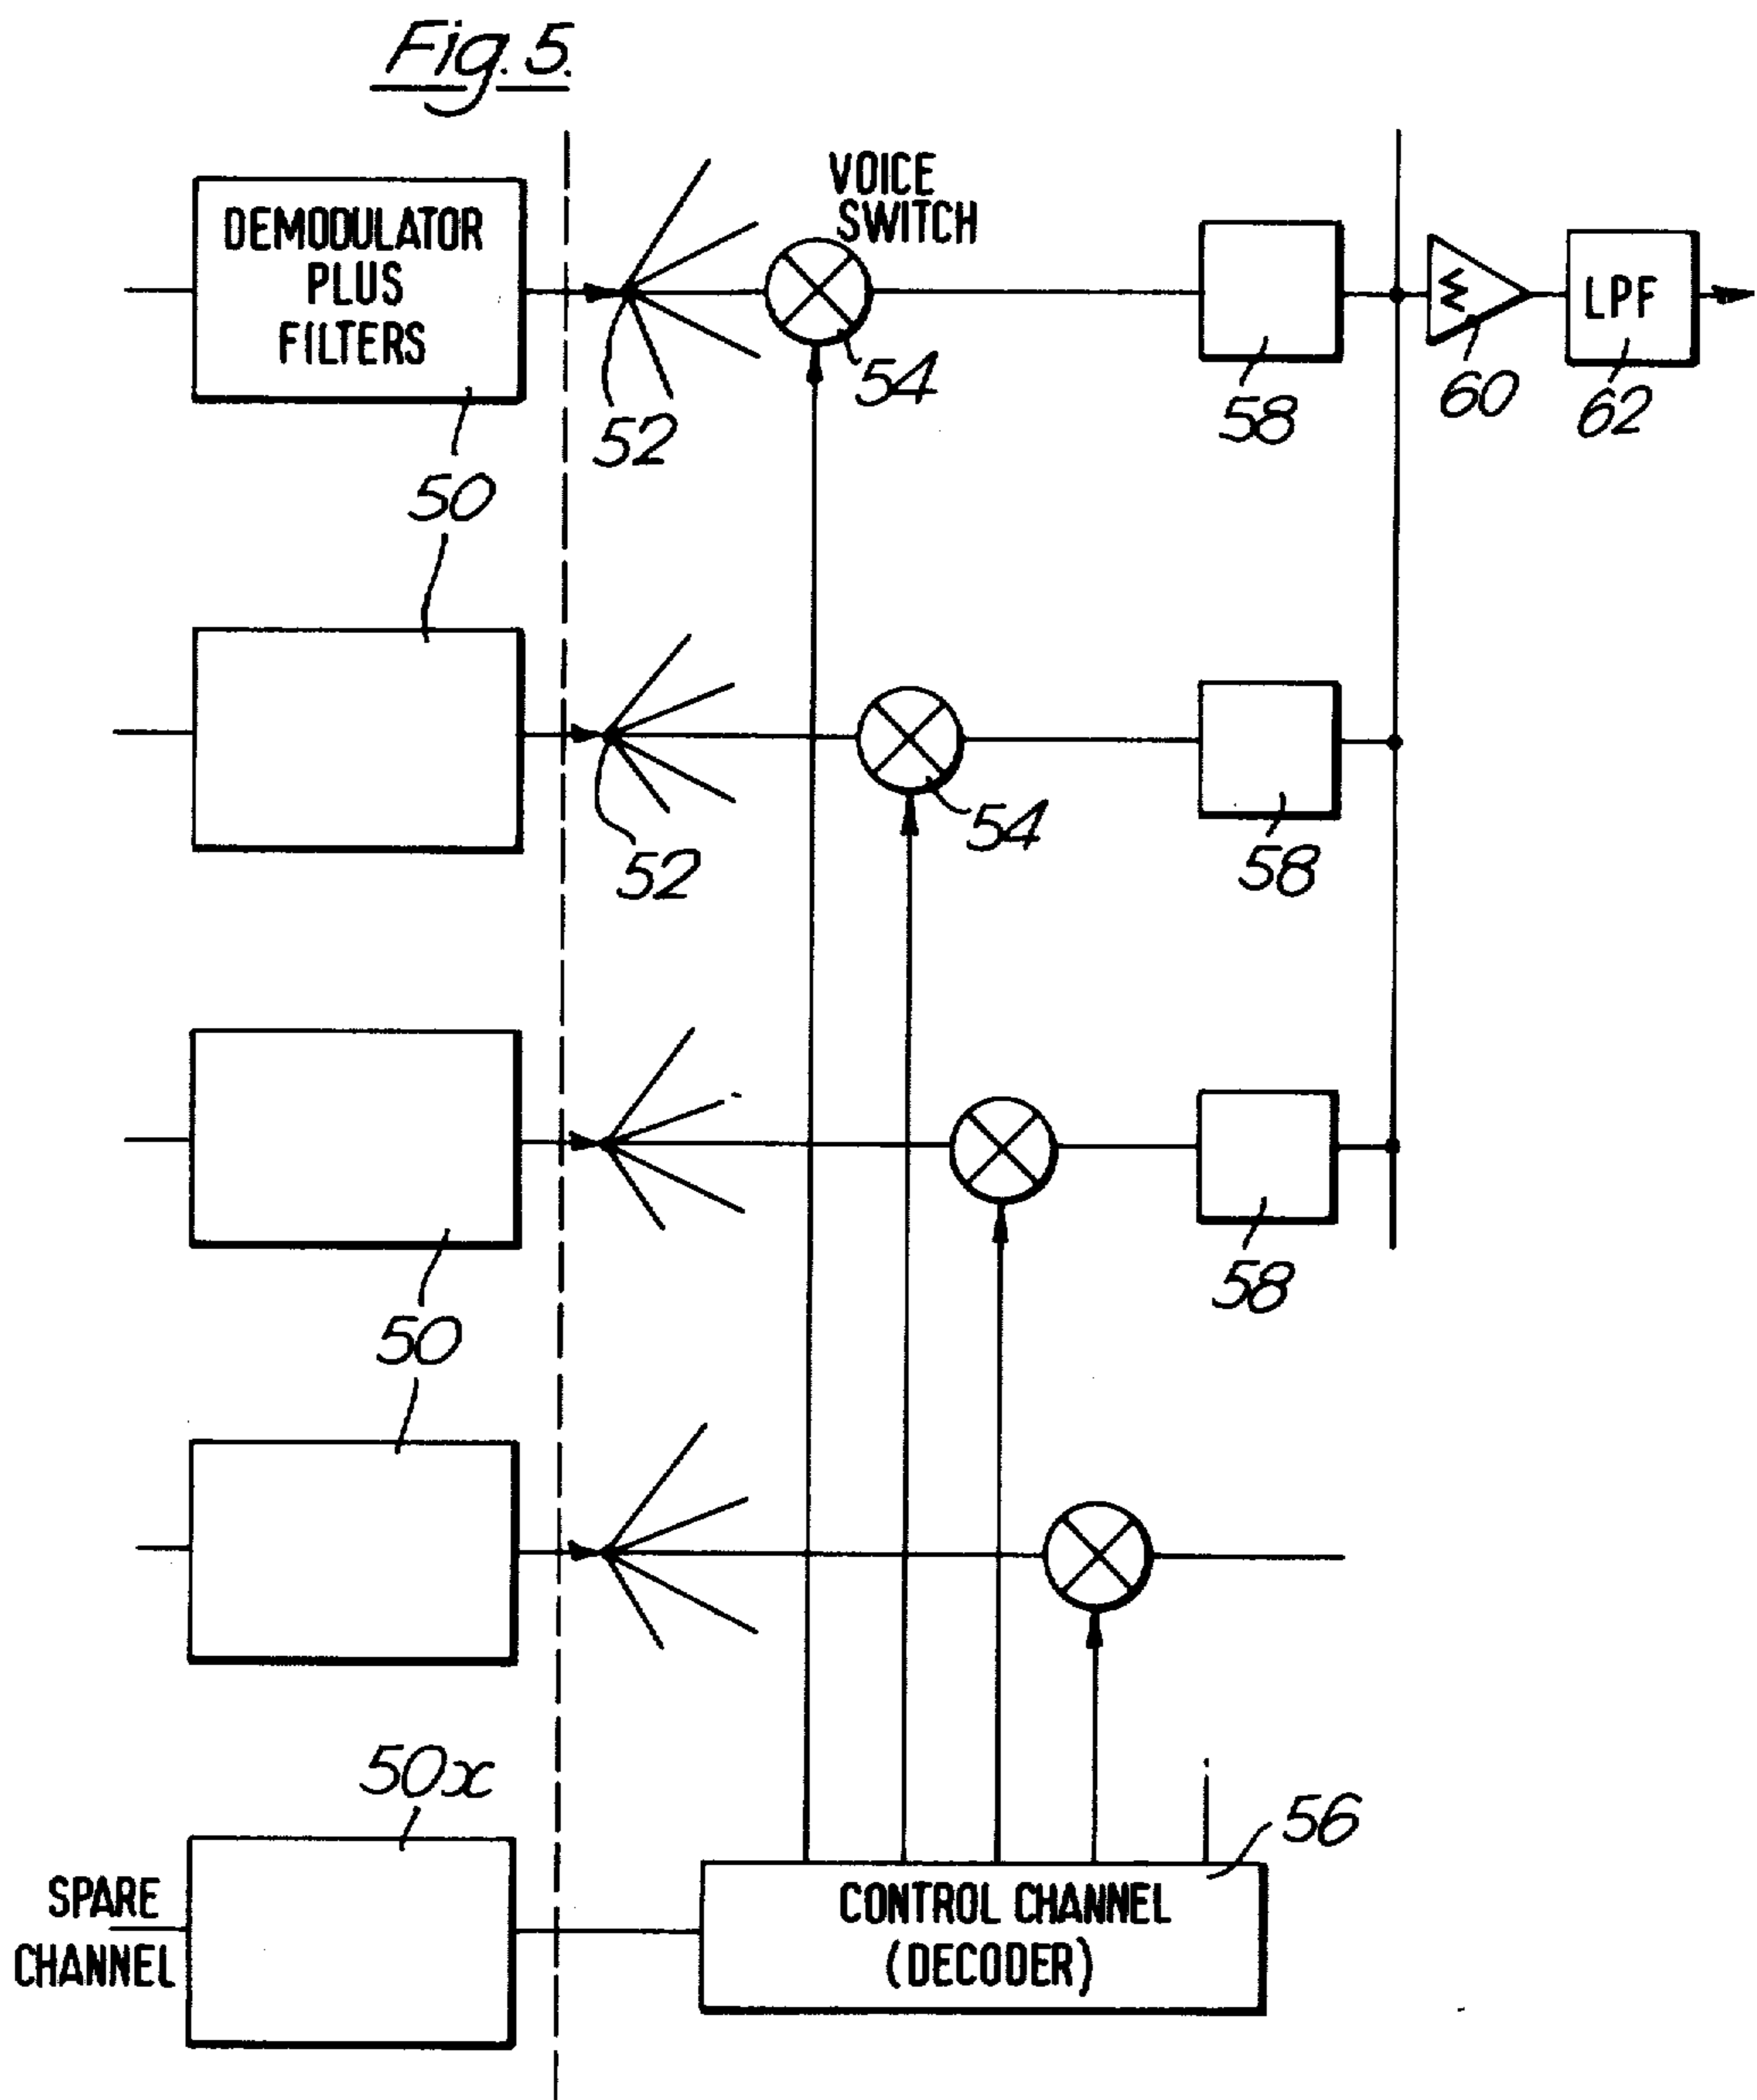 Fig. 5.
DEMODULATOR
PLUS
FILTERS
VOICE
SWITCH
LPF
54
58
60
62
52
50
54
58
52
58
50
50x
56
SPARE
CHANNEL
CONTROL CHANNEL
(DECODER)